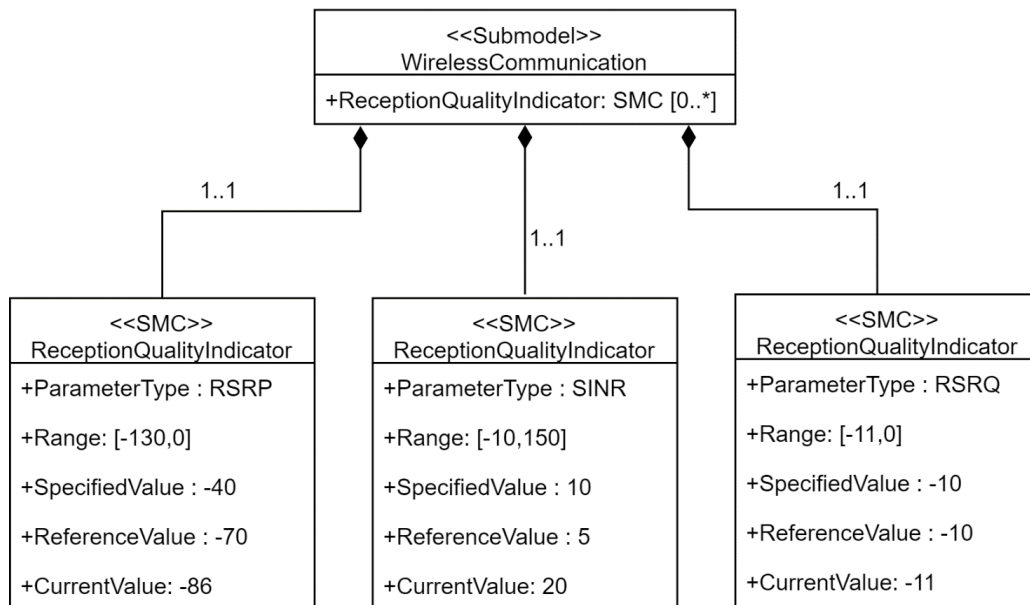 <<Submodel>>
WirelessCommunication
+ReceptionQualityIndicator: SMC [0..*]
1..1
1..1
1..1
<<SMC>>
ReceptionQualityIndicator
+ParameterType : RSRP
+Range: [-130,0]
+SpecifiedValue : -40
+ReferenceValue : -70
+CurrentValue: -86
<<SMC>>
ReceptionQualityIndicator
+ParameterType : SINR
+Range: [-10,150]
+SpecifiedValue : 10
+ReferenceValue : 5
+CurrentValue: 20
<<SMC>>
ReceptionQualityIndicator
+ParameterType : RSRQ
+Range: [-11,0]
+SpecifiedValue : -10
+ReferenceValue : -10
+CurrentValue: -11